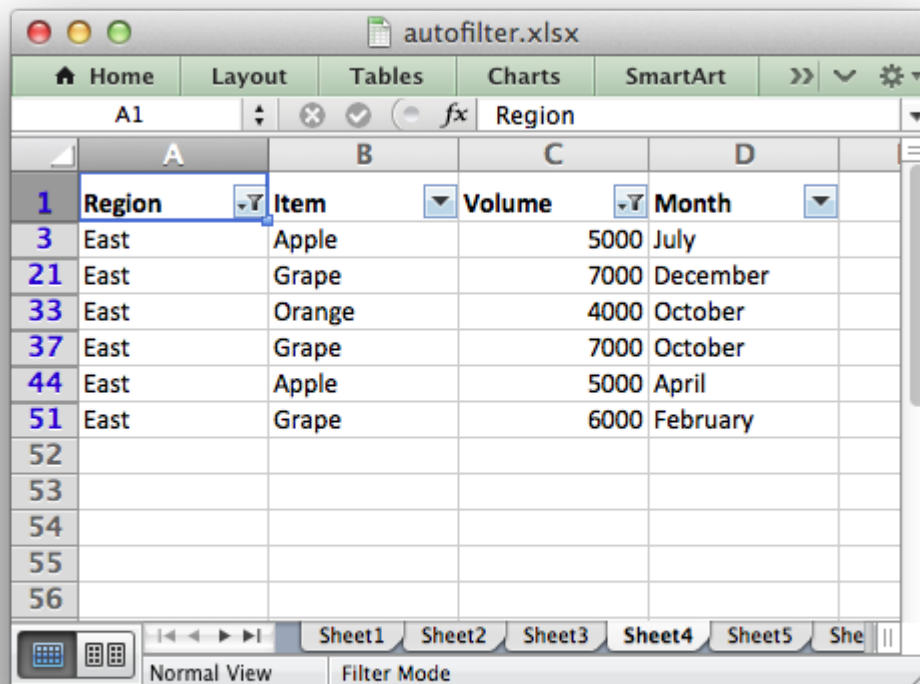 autofilter.xlsx
Home Layout Tables Charts SmartArt
A1 fx Region
A B C D
1 Region Item Volume Month
3 East Apple 5000 July
21 East Grape 7000 December
33 East Orange 4000 October
37 East Grape 7000 October
44 East Apple 5000 April
51 East Grape 6000 February
52
53
54
55
56
Sheet1 Sheet2 Sheet3 Sheet4 Sheet5 She
Normal View Filter Mode